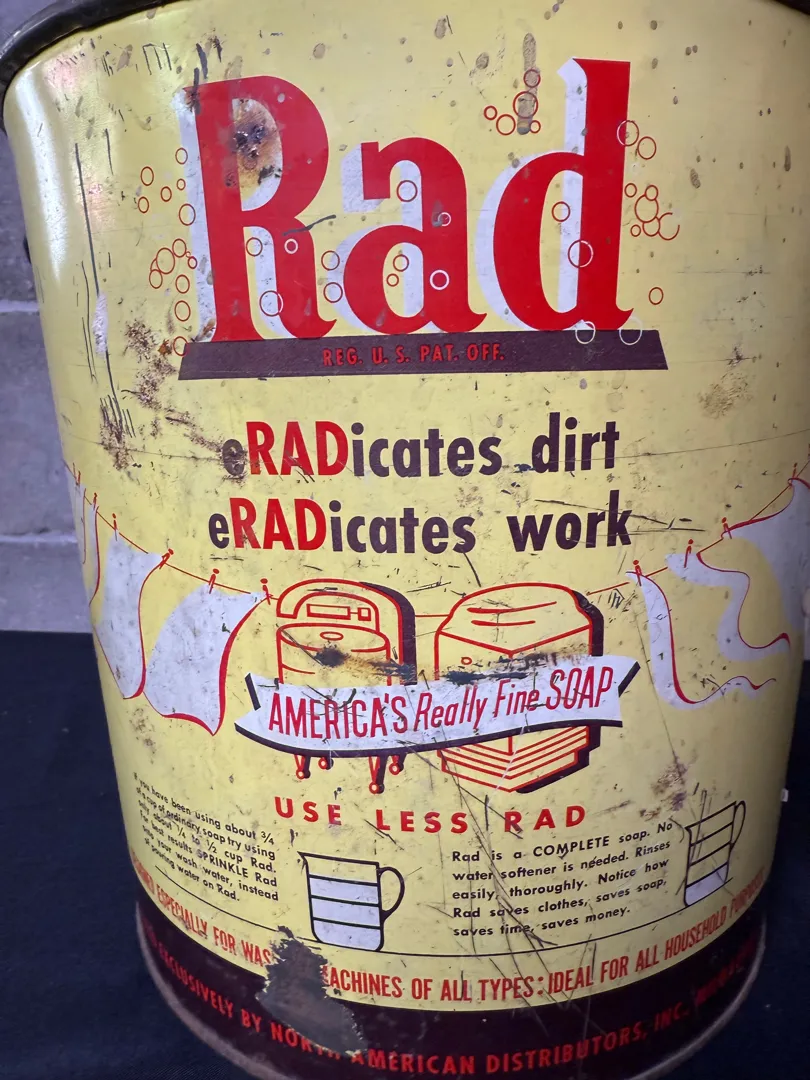 Rad
REG. U. S. PAT. OFF.
eRADicates dirt
eRADicates work
AMERICA'S Really Fine SOAP
USE LESS RAD
you have been using about ¾
of a cup of ordinary soap try using
only about ¼ to ½ cup Rad.
For best results SPRINKLE Rad
into your wash water, instead
of pouring water on Rad.
Rad is a COMPLETE soap. No
water softener is needed. Rinses
easily, thoroughly. Notice how
Rad saves clothes, saves soap,
saves time, saves money.
ESPECIALLY FOR MACHINES OF ALL TYPES: IDEAL FOR ALL HOUSEHOLD
EXCLUSIVELY BY NORTH AMERICAN DISTRIBUTORS, INC.